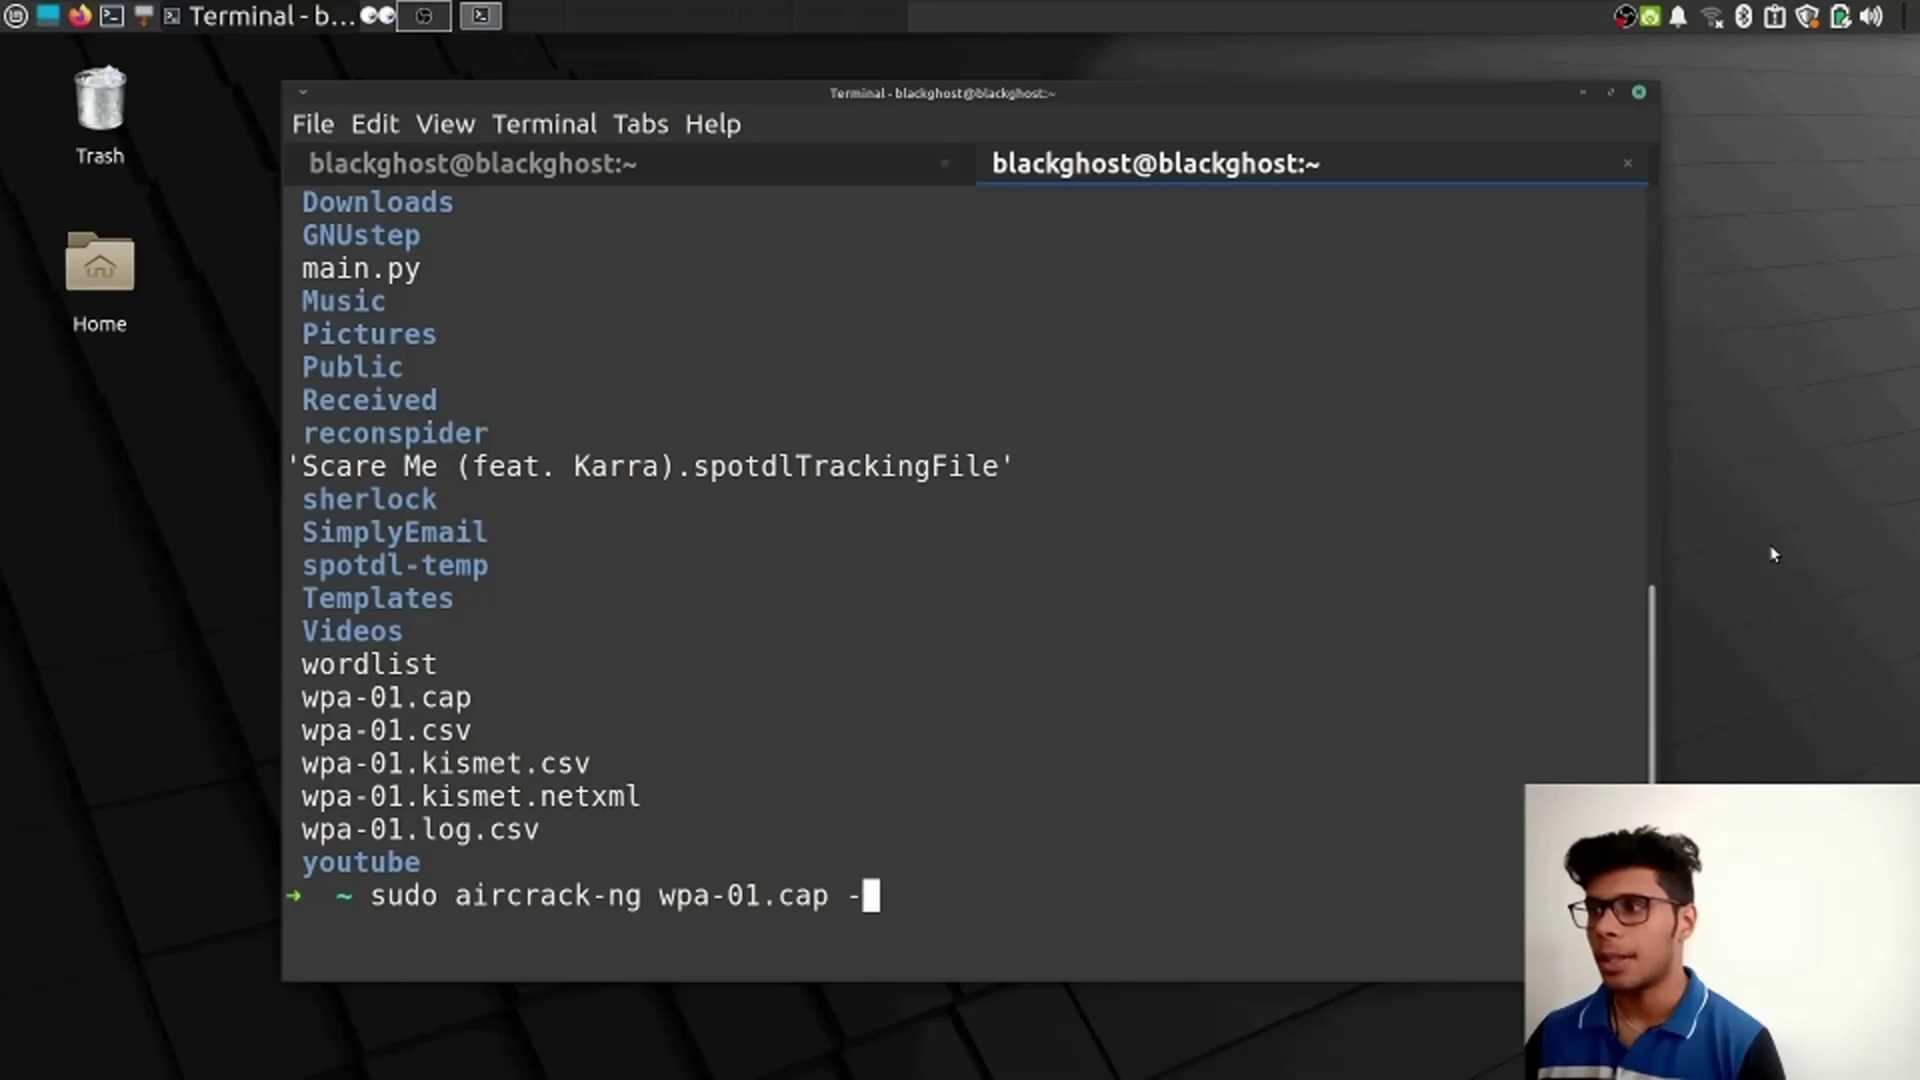 Terminal - b...
Trash
Home
Terminal - blackghost@blackghost:~
File Edit View Terminal Tabs Help
blackghost@blackghost:~
blackghost@blackghost:~
Downloads
GNUstep
main.py
Music
Pictures
Public
Received
reconspider
'Scare Me (feat. Karra).spotdlTrackingFile'
sherlock
SimplyEmail
spotdl-temp
Templates
Videos
wordlist
wpa-01.cap
wpa-01.csv
wpa-01.kismet.csv
wpa-01.kismet.netxml
wpa-01.log.csv
youtube
➜ ~ sudo aircrack-ng wpa-01.cap -